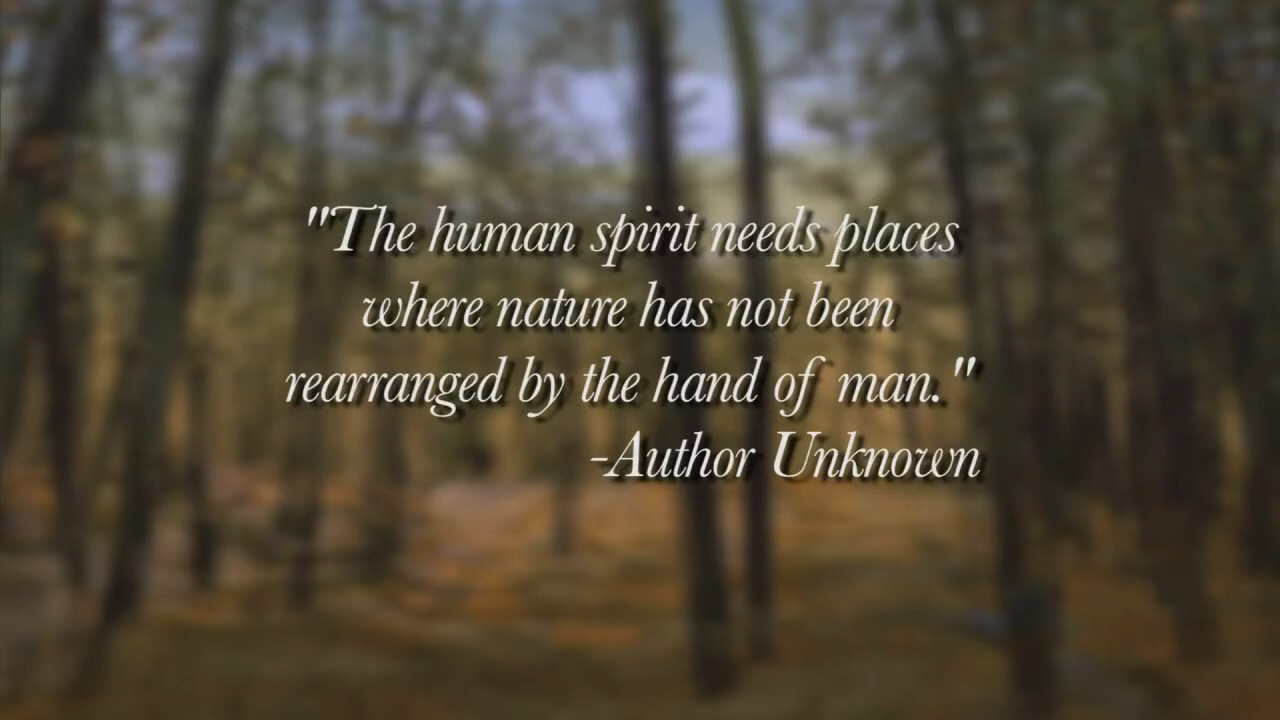 "The human spirit needs places
where nature has not been
rearranged by the hand of man."
-Author Unknown